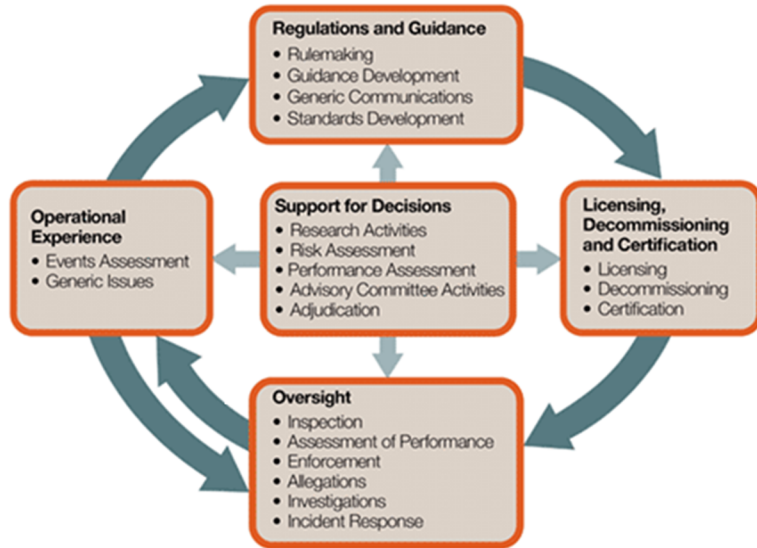 Regulations and Guidance
• Rulemaking
• Guidance Development
• Generic Communications
• Standards Development
Operational
Experience
• Events Assessment
• Generic Issues
Support for Decisions
• Research Activities
• Risk Assessment
• Performance Assessment
• Advisory Committee Activities
• Adjudication
Licensing,
Decommissioning
and Certification
• Licensing
• Decommissioning
• Certification
Oversight
• Inspection
• Assessment of Performance
• Enforcement
• Allegations
• Investigations
• Incident Response